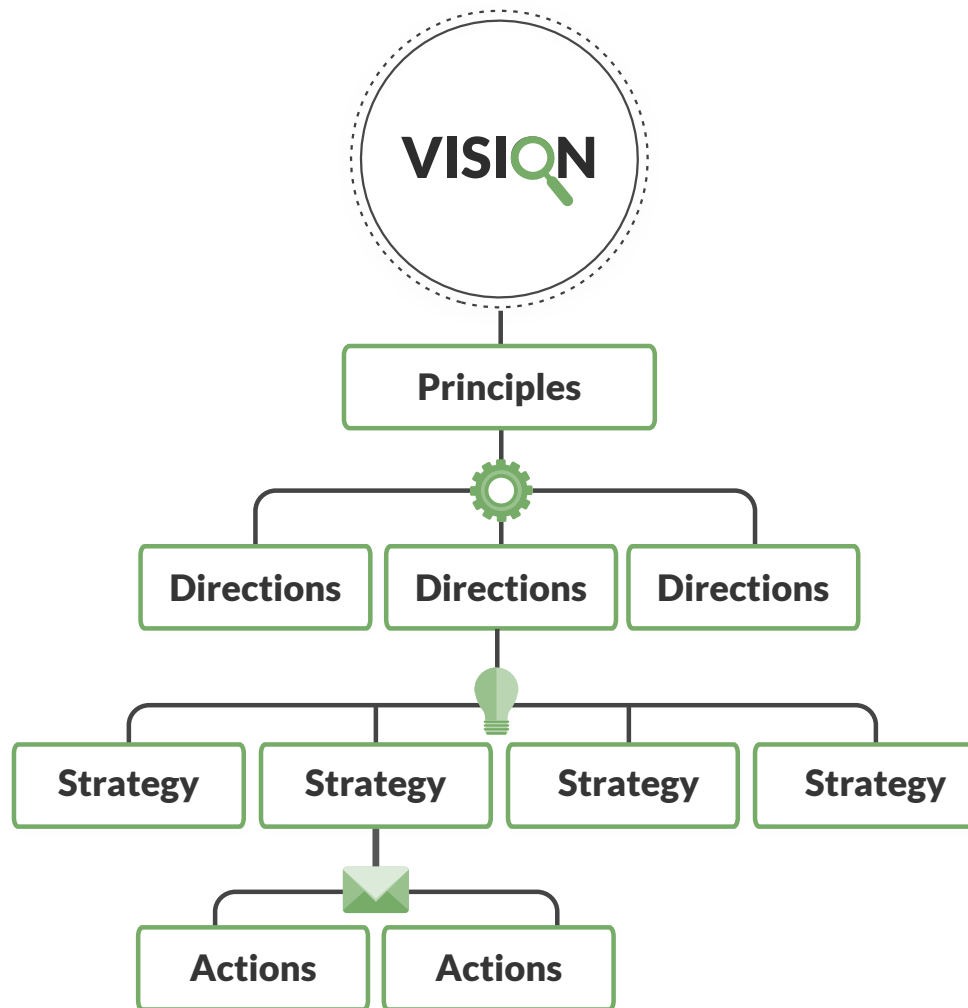 VISION
Principles
Directions Directions Directions
Strategy Strategy Strategy Strategy
Actions Actions